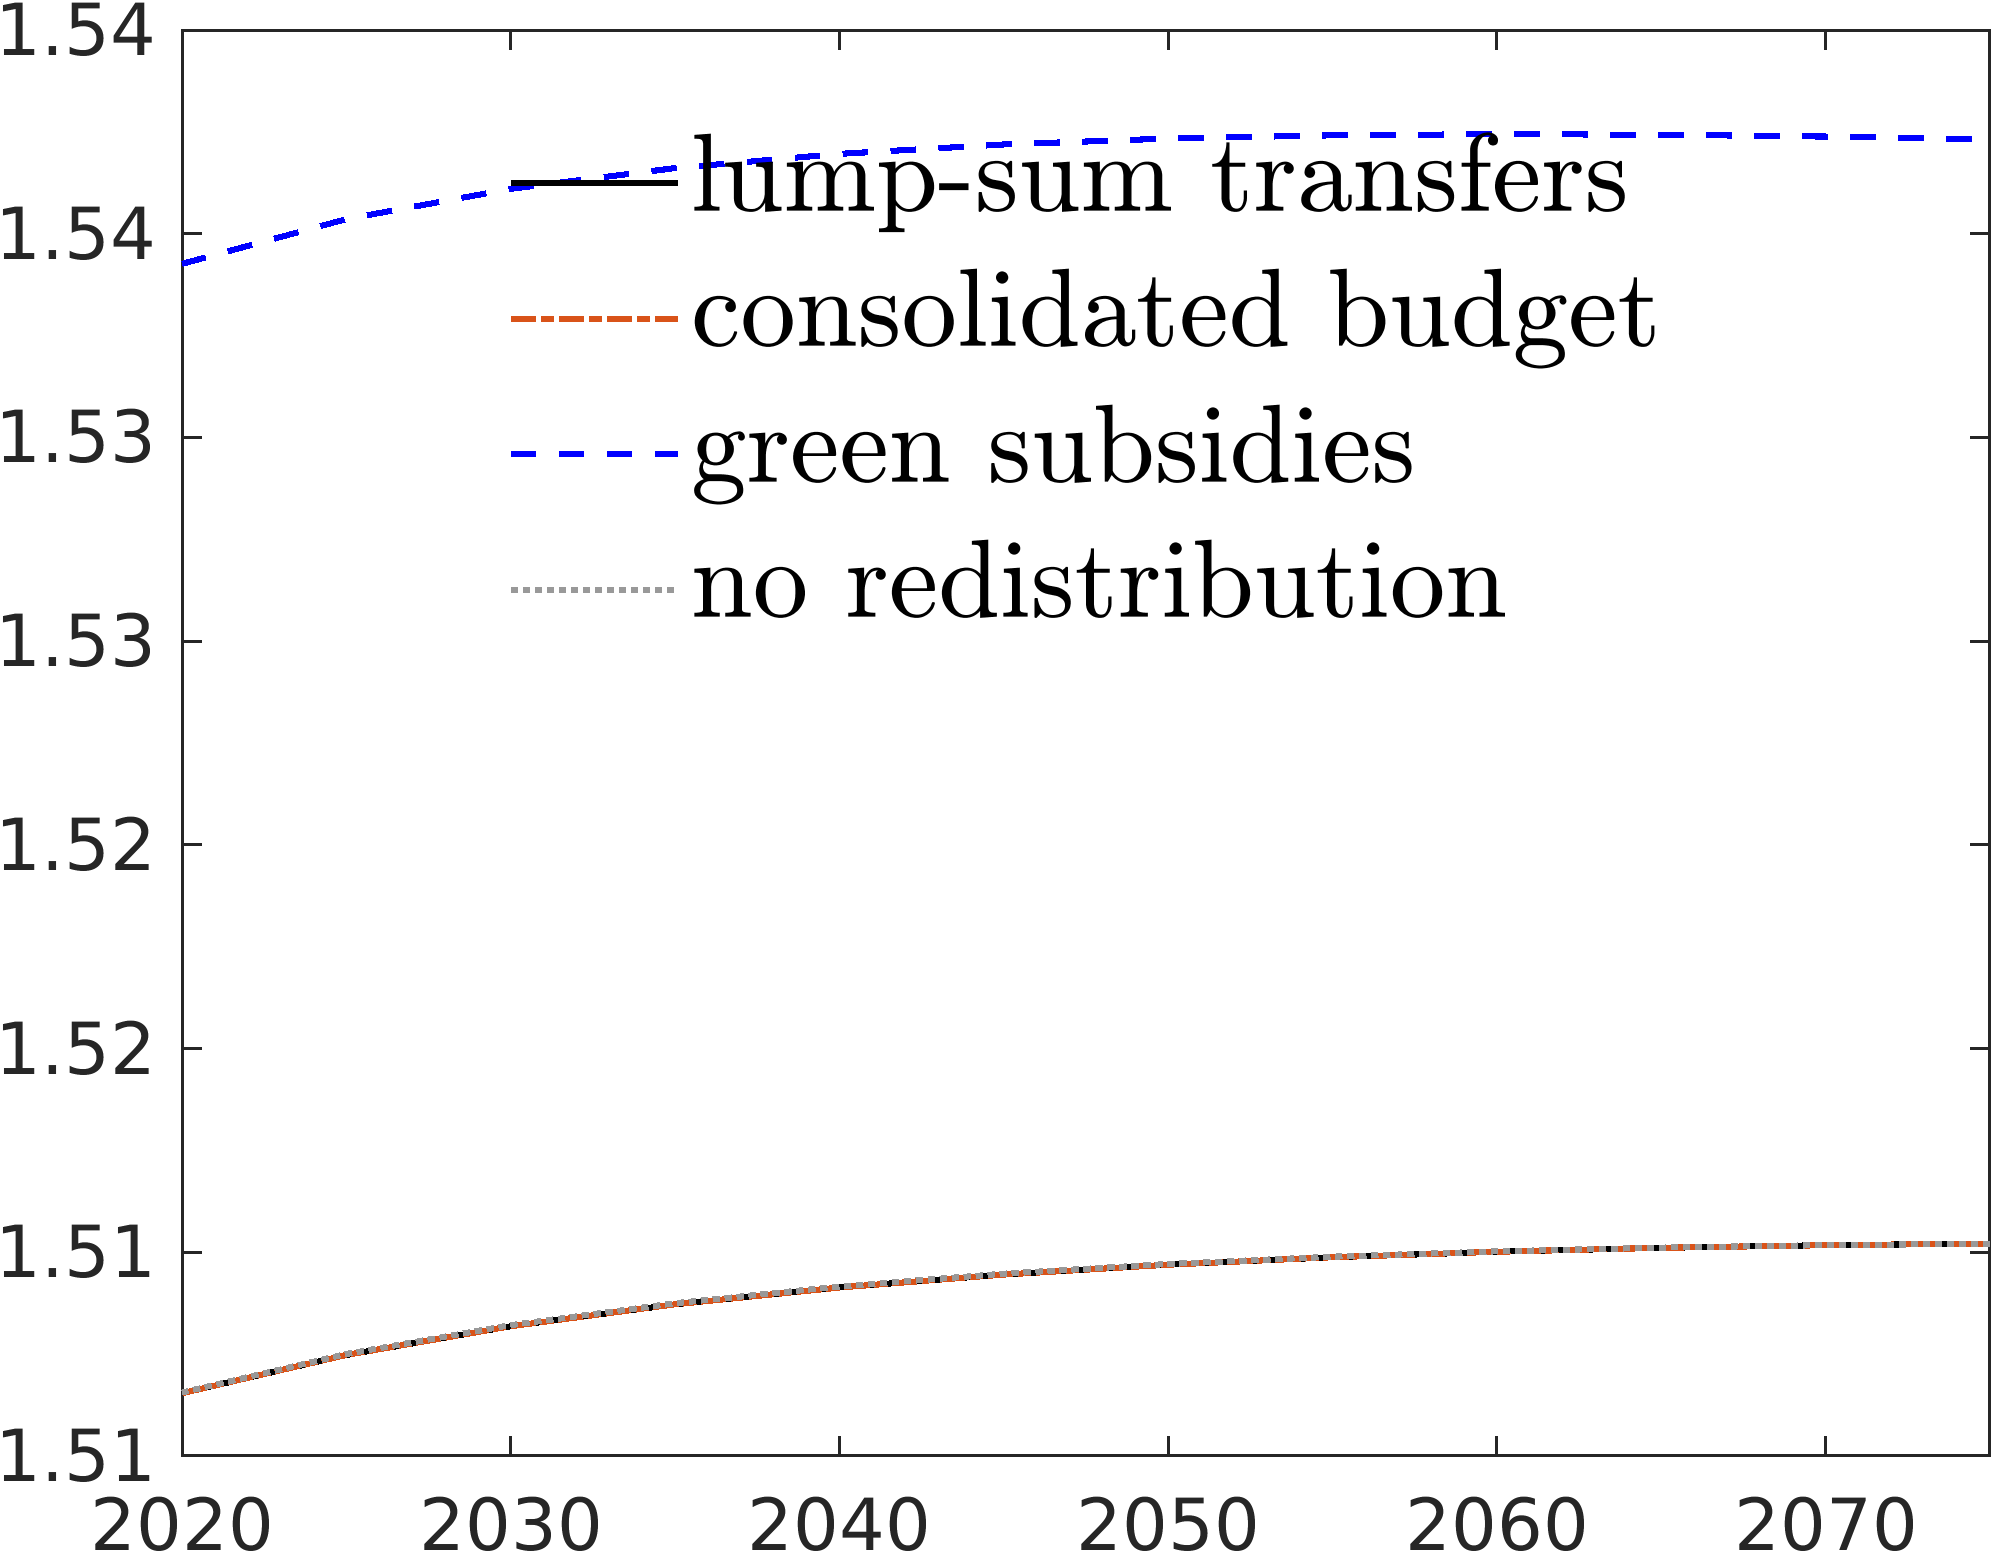 1.54
1.54
1.53
1.53
1.52
1.52
1.51
1.51
lump-sum transfers
consolidated budget
green subsidies
no redistribution
2020 2030 2040 2050 2060 2070